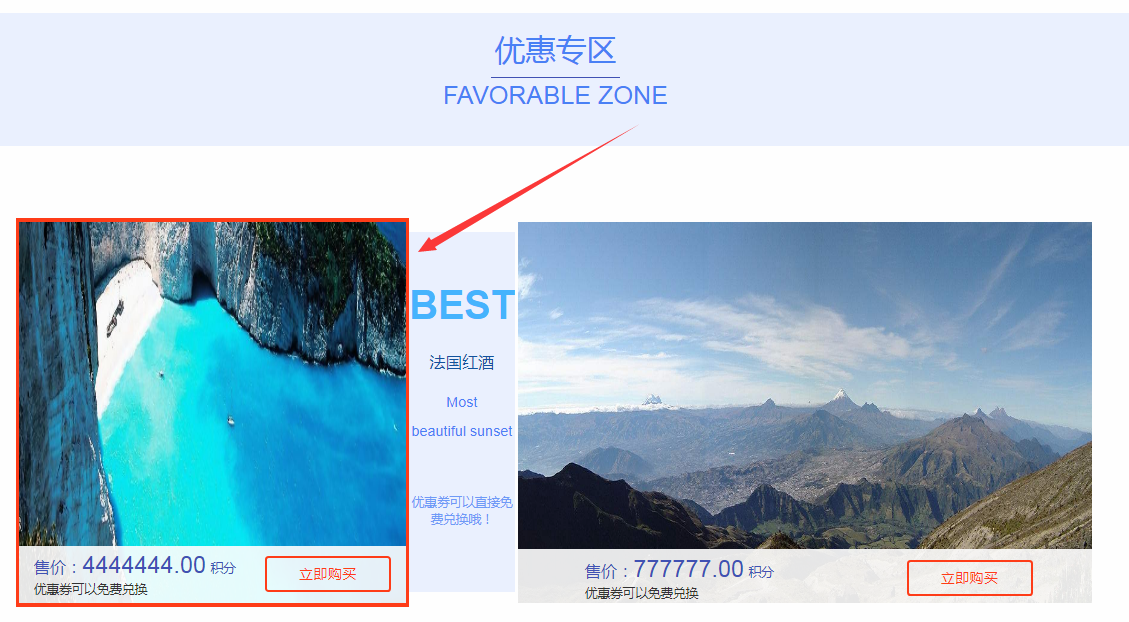 优惠专区
FAVORABLE ZONE
BEST
法国红酒
Most
beautiful sunset
优惠券可以直接免
费兑换哦！
售价：4444444.00 积分
优惠券可以免费兑换
立即购买
售价：777777.00 积分
优惠券可以免费兑换
立即购买